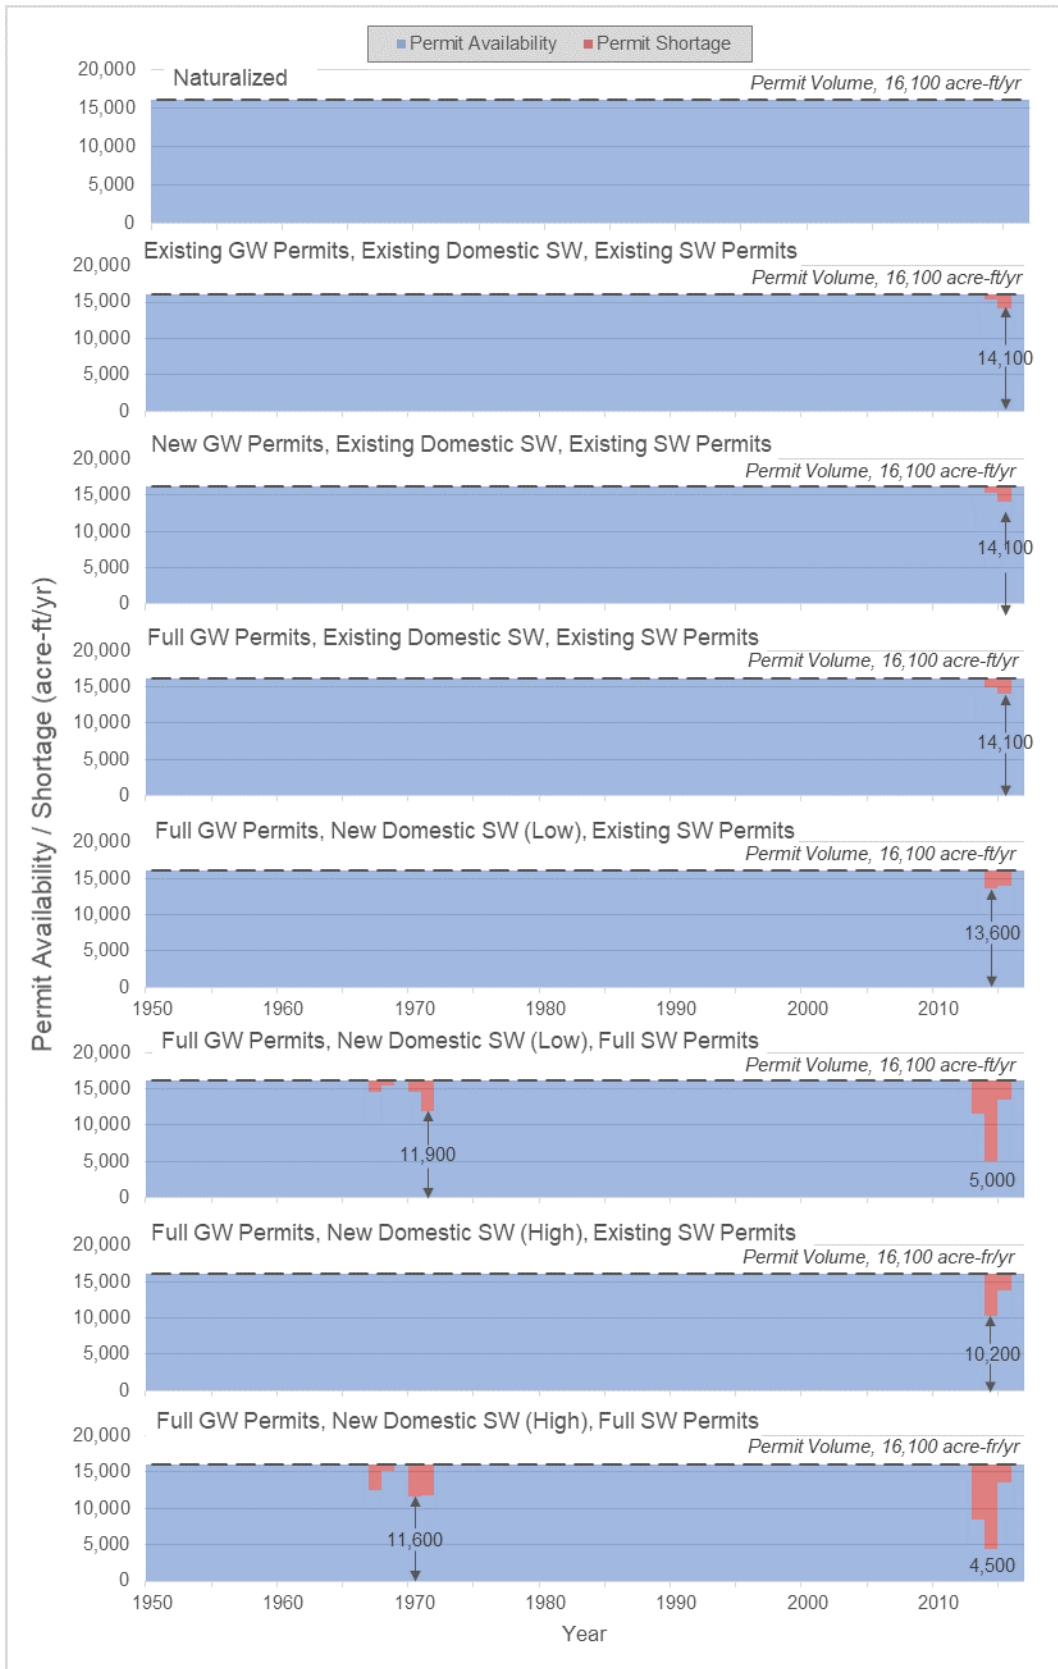 Permit Availability Permit Shortage
Naturalized
Permit Volume, 16,100 acre-ft/yr
20,000
15,000
10,000
5,000
0
Existing GW Permits, Existing Domestic SW, Existing SW Permits
Permit Volume, 16,100 acre-ft/yr
20,000
15,000
10,000
5,000
0
14,100
New GW Permits, Existing Domestic SW, Existing SW Permits
Permit Volume, 16,100 acre-ft/yr
20,000
15,000
10,000
5,000
0
14,100
Full GW Permits, Existing Domestic SW, Existing SW Permits
Permit Volume, 16,100 acre-ft/yr
20,000
15,000
10,000
5,000
0
14,100
Full GW Permits, New Domestic SW (Low), Existing SW Permits
Permit Volume, 16,100 acre-ft/yr
20,000
15,000
10,000
5,000
0
13,600
1950 1960 1970 1980 1990 2000 2010
Full GW Permits, New Domestic SW (Low), Full SW Permits
Permit Volume, 16,100 acre-ft/yr
20,000
15,000
10,000
5,000
0
11,900
5,000
Full GW Permits, New Domestic SW (High), Existing SW Permits
Permit Volume, 16,100 acre-fr/yr
20,000
15,000
10,000
5,000
0
10,200
Full GW Permits, New Domestic SW (High), Full SW Permits
Permit Volume, 16,100 acre-fr/yr
20,000
15,000
10,000
5,000
0
11,600
4,500
1950 1960 1970 1980 1990 2000 2010
Year
Permit Availability / Shortage (acre-ft/yr)